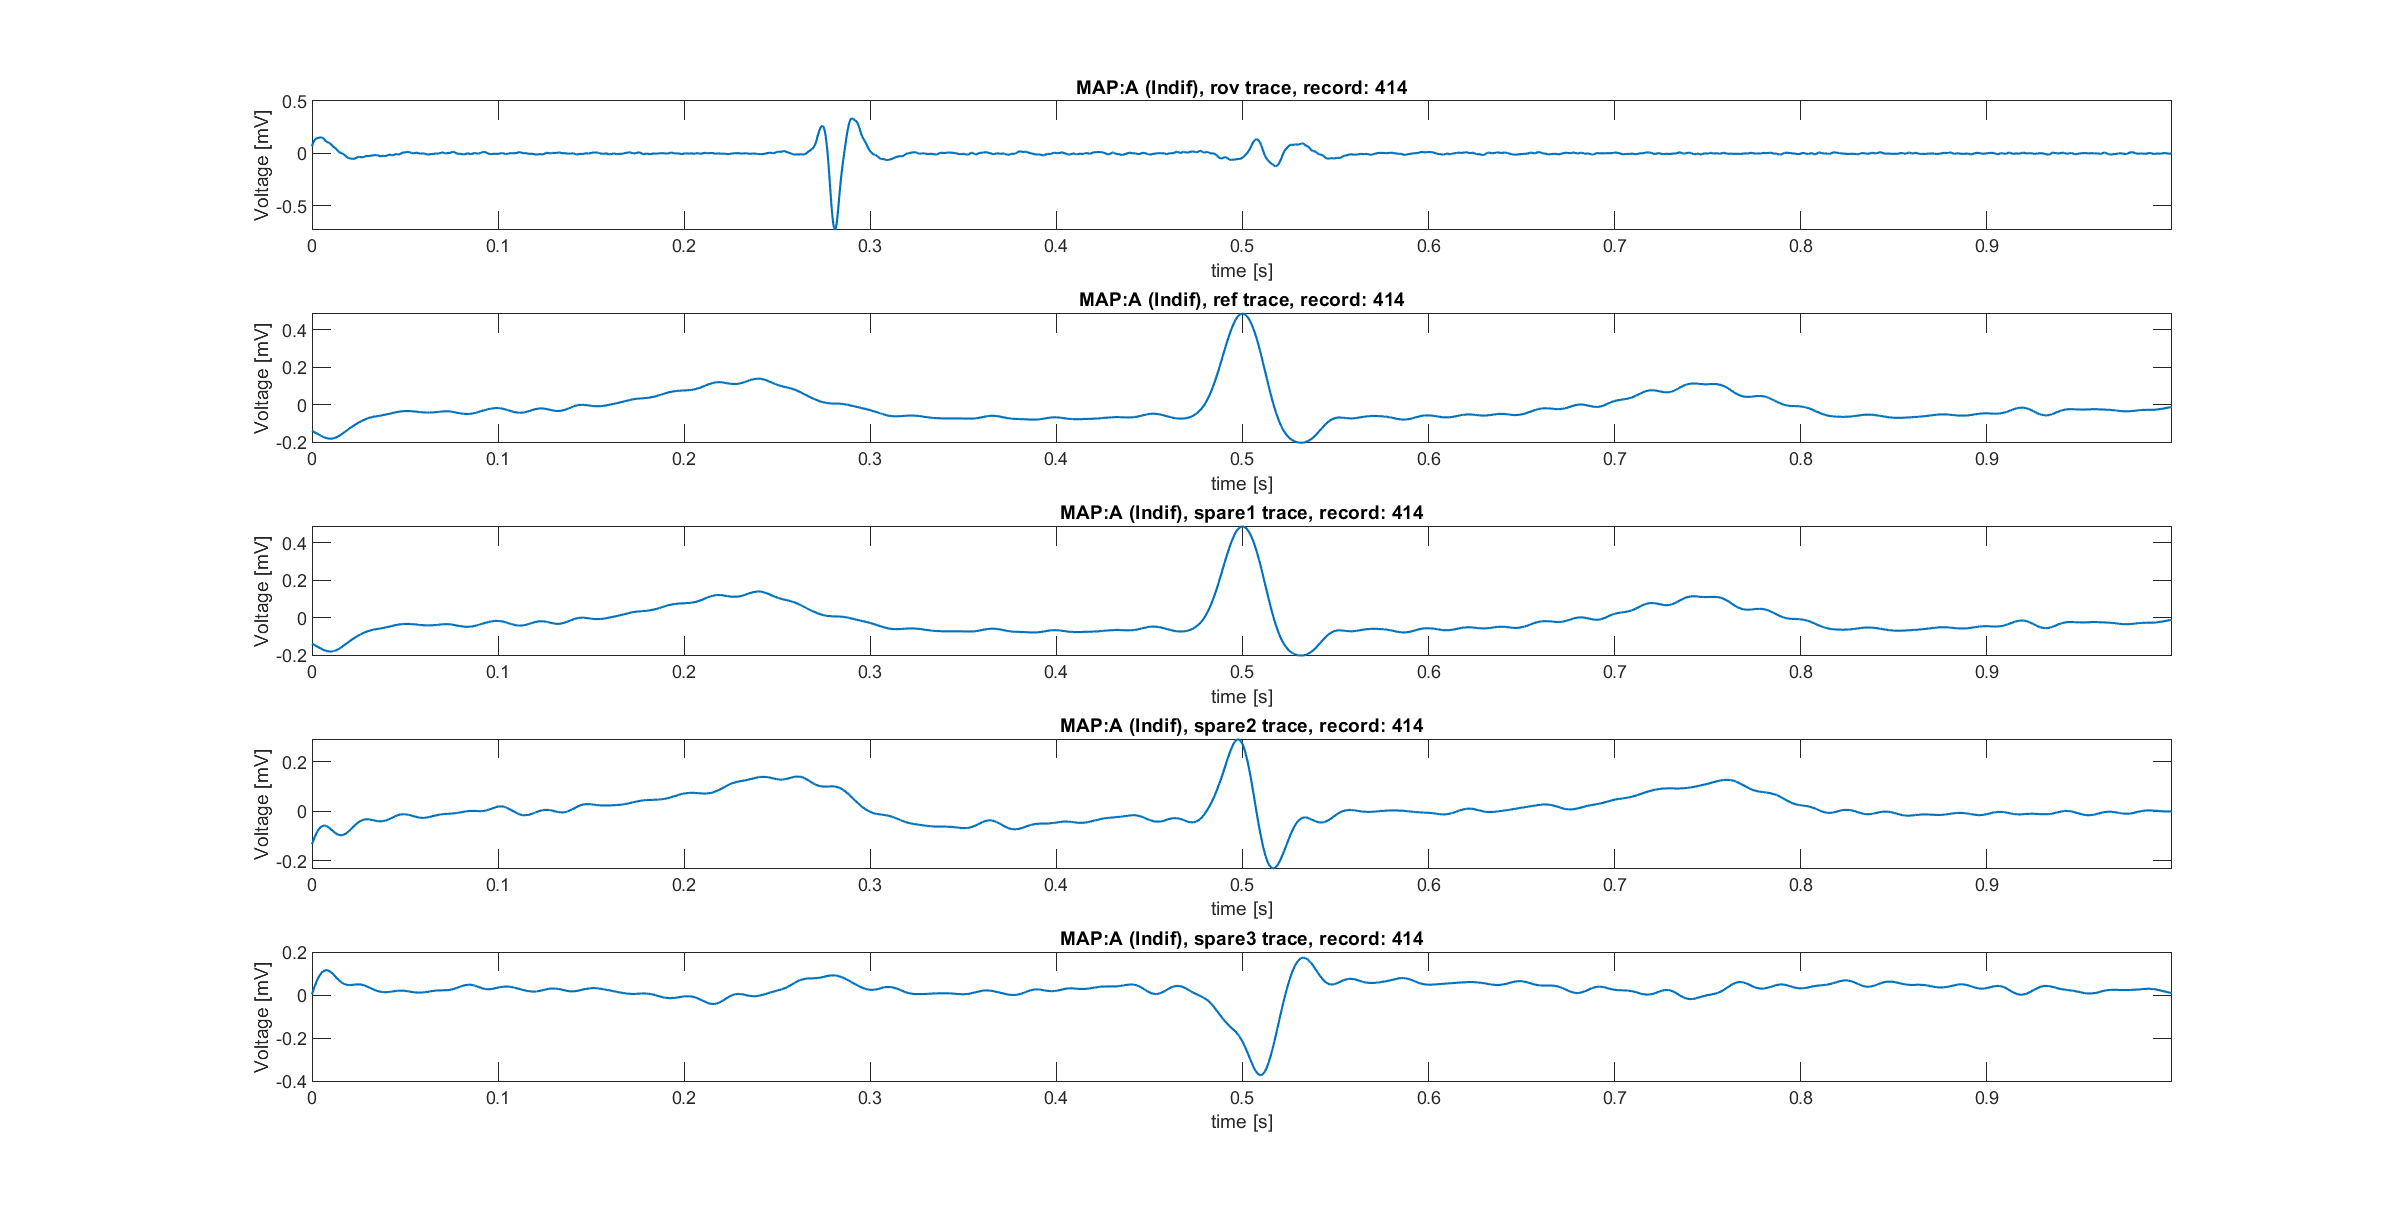 MAP:A (Indif), rov trace, record: 414
Voltage [mV]
0.5
0
-0.5
0 0.1 0.2 0.3 0.4 0.5 0.6 0.7 0.8 0.9
time [s]
MAP:A (Indif), ref trace, record: 414
Voltage [mV]
0.4
0.2
0
-0.2
0 0.1 0.2 0.3 0.4 0.5 0.6 0.7 0.8 0.9
time [s]
MAP:A (Indif), spare1 trace, record: 414
Voltage [mV]
0.4
0.2
0
-0.2
0 0.1 0.2 0.3 0.4 0.5 0.6 0.7 0.8 0.9
time [s]
MAP:A (Indif), spare2 trace, record: 414
Voltage [mV]
0.2
0
-0.2
0 0.1 0.2 0.3 0.4 0.5 0.6 0.7 0.8 0.9
time [s]
MAP:A (Indif), spare3 trace, record: 414
Voltage [mV]
0.2
0
-0.2
-0.4
0 0.1 0.2 0.3 0.4 0.5 0.6 0.7 0.8 0.9
time [s]